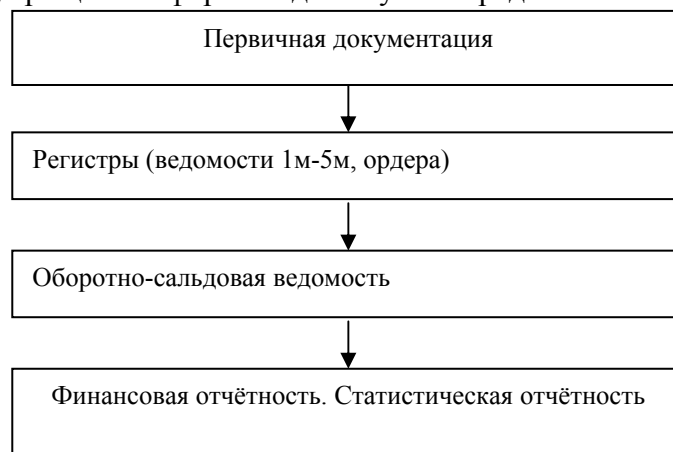 Первичная документация
Регистры (ведомости 1м-5м, ордера)
Оборотно-сальдовая ведомость
Финансовая отчётность. Статистическая отчётность